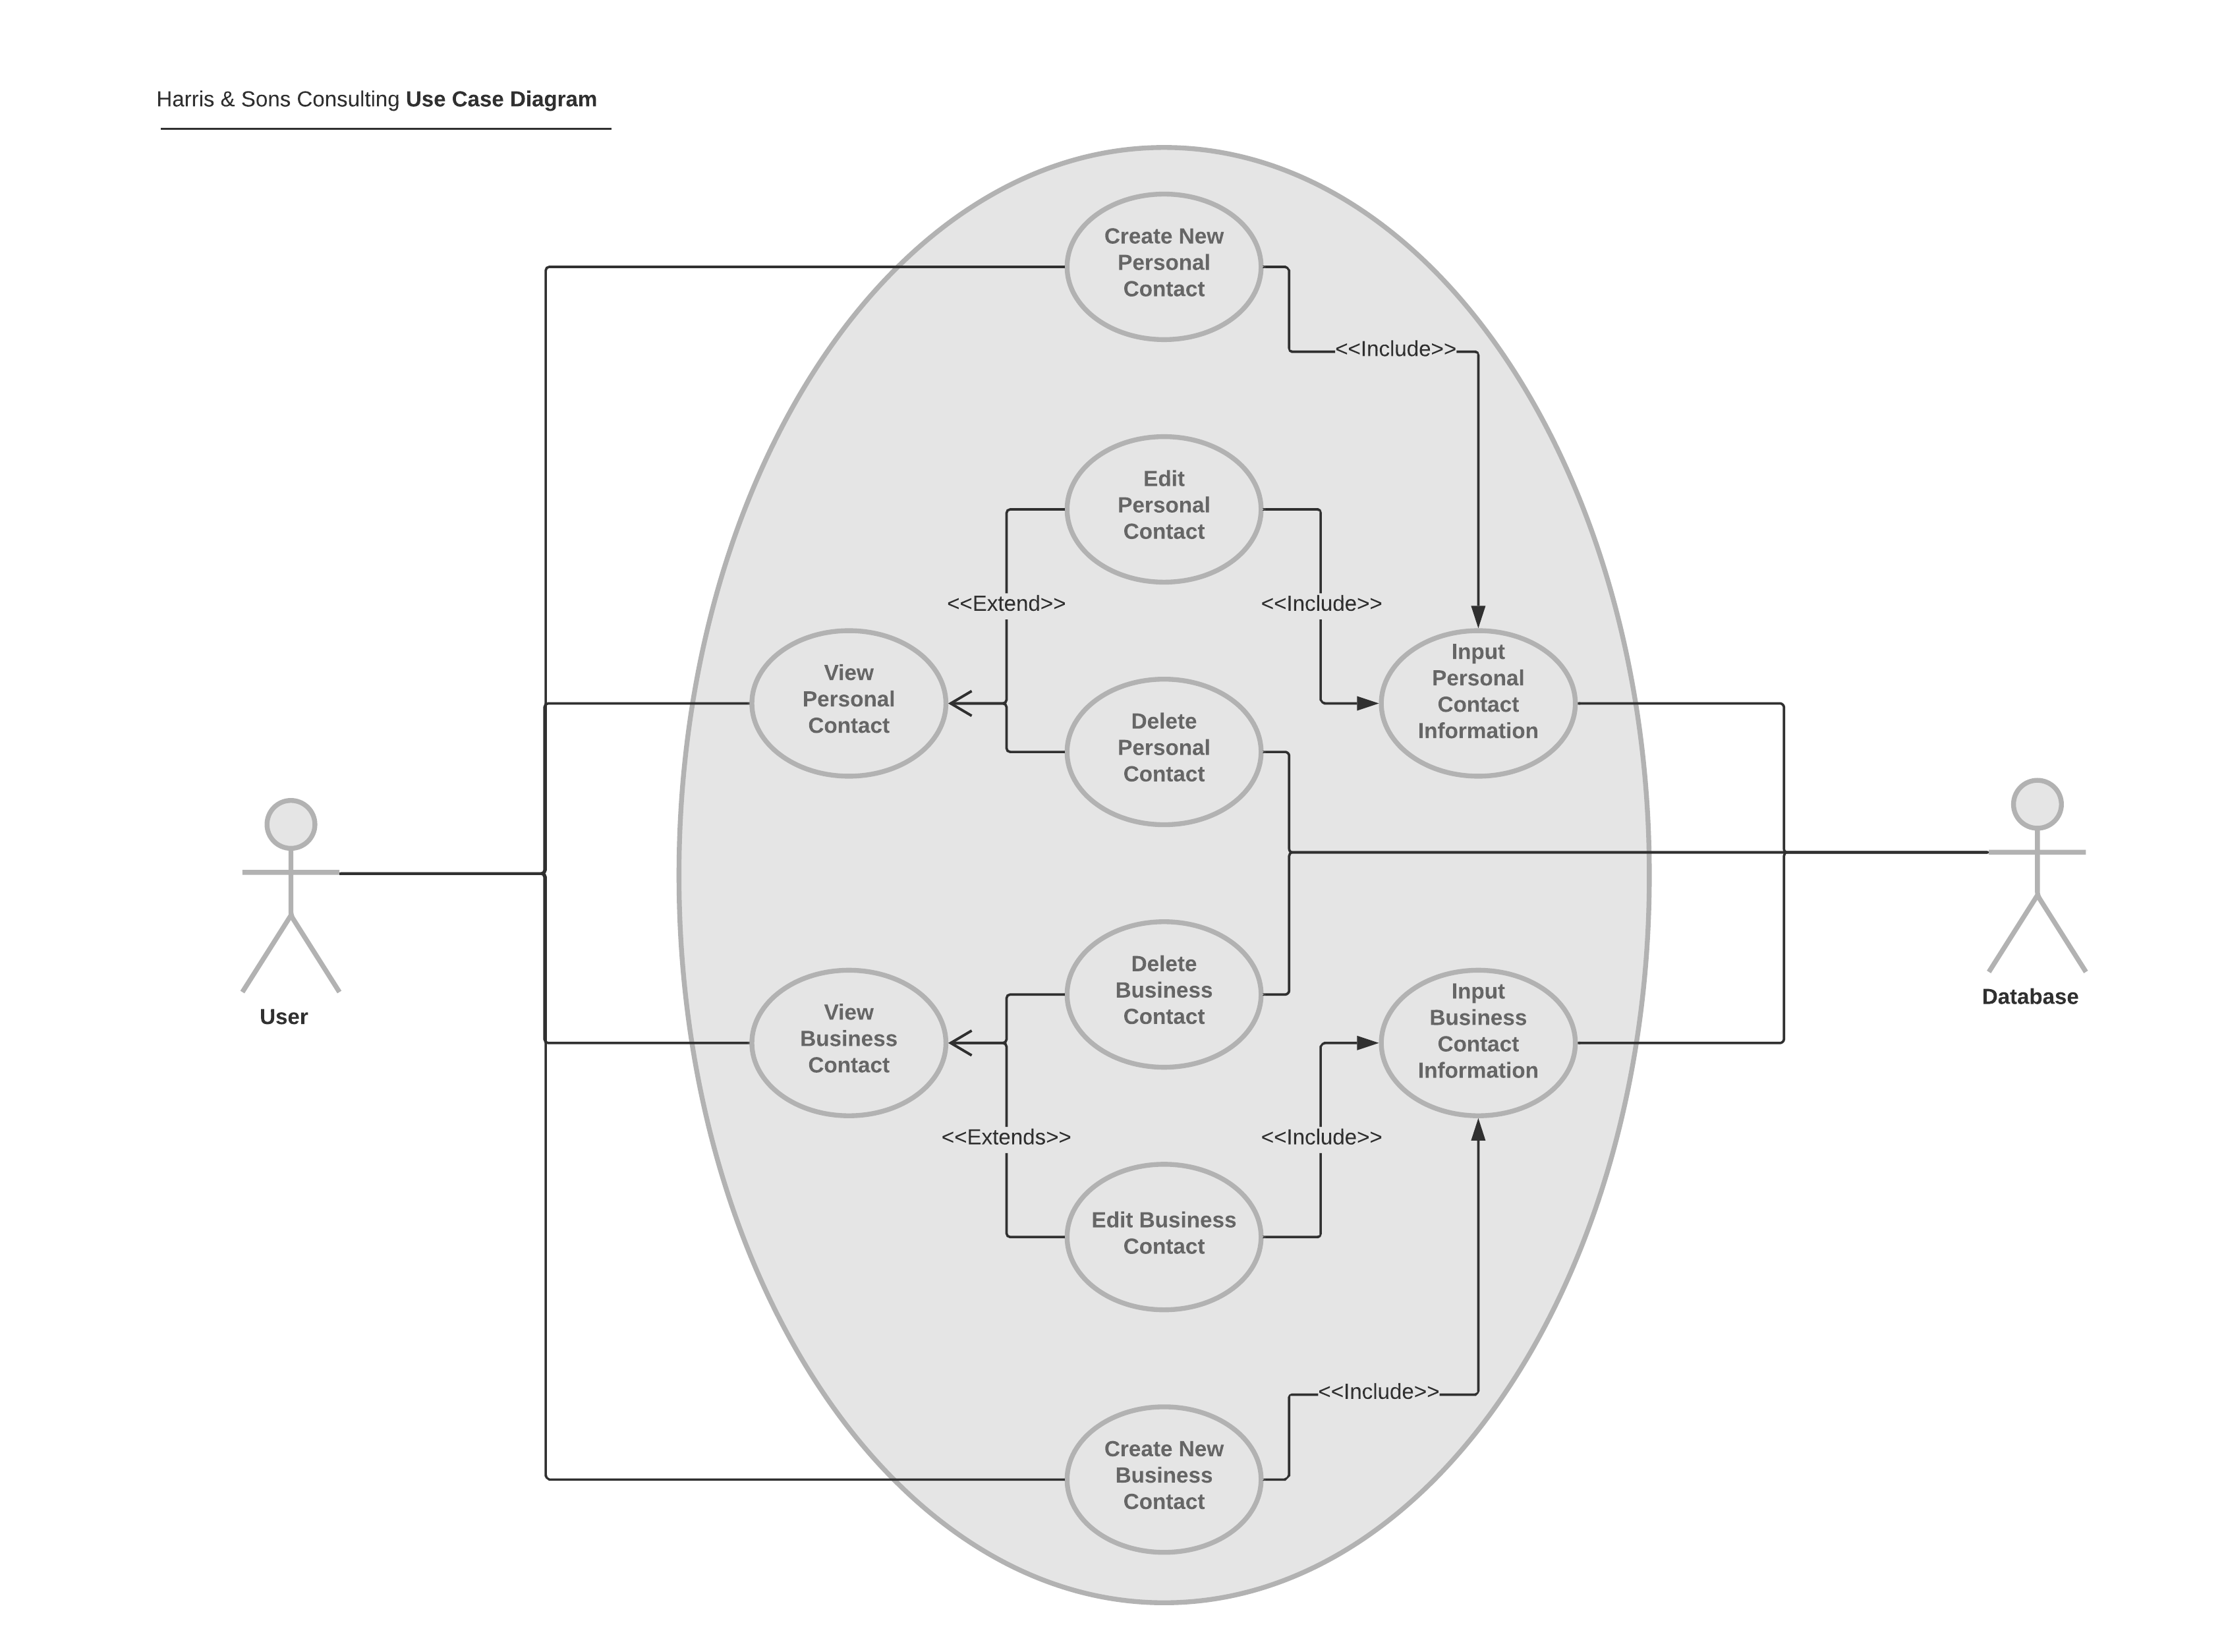 Harris & Sons Consulting Use Case Diagram
Create New
Personal
Contact
<<Include>>
Edit
Personal
Contact
<<Extend>>
<<Include>>
View
Personal
Contact
Input
Personal
Contact
Information
Delete
Personal
Contact
User
Database
Delete
Business
Contact
View
Business
Contact
Input
Business
Contact
Information
<<Extends>>
<<Include>>
Edit Business
Contact
<<Include>>
Create New
Business
Contact